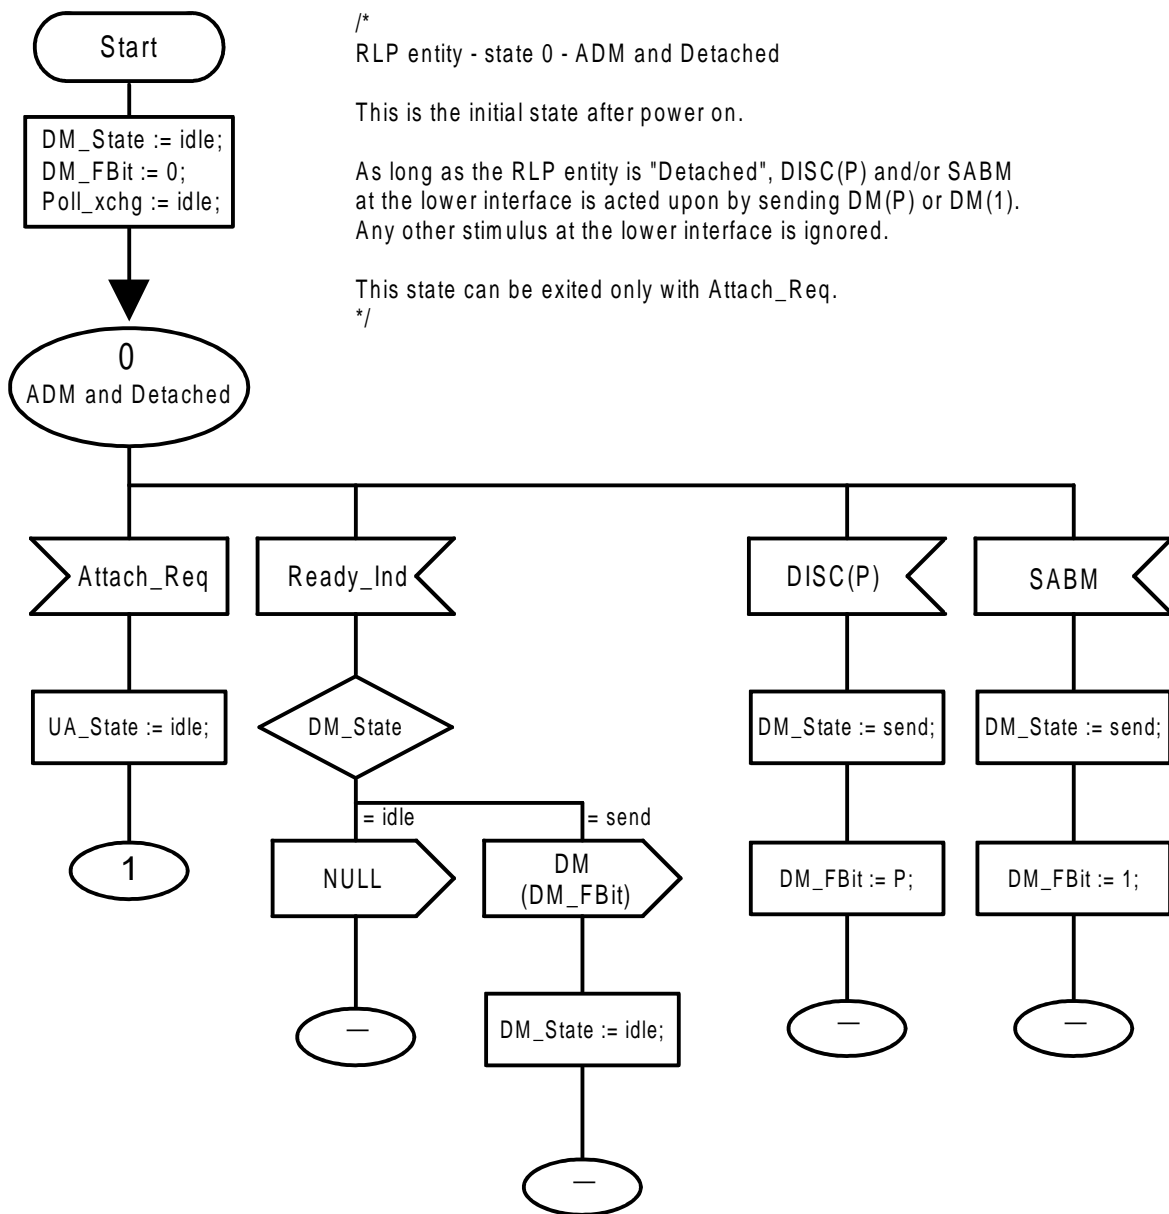 Start
DM_State := idle;
DM_FBit := 0;
Poll_xchg := idle;
/*
RLP entity - state 0 - ADM and Detached
This is the initial state after power on.
As long as the RLP entity is "Detached", DISC(P) and/or SABM
at the lower interface is acted upon by sending DM(P) or DM(1).
Any other stimulus at the lower interface is ignored.
This state can be exited only with Attach_Req.
*/
0
ADM and Detached
Attach_Req
Ready_Ind
DISC(P)
SABM
UA_State := idle;
DM_State
DM_State := send;
DM_State := send;
= idle
= send
1
NULL
DM
(DM_FBit)
DM_FBit := P;
DM_FBit := 1;
–
DM_State := idle;
–
–
–